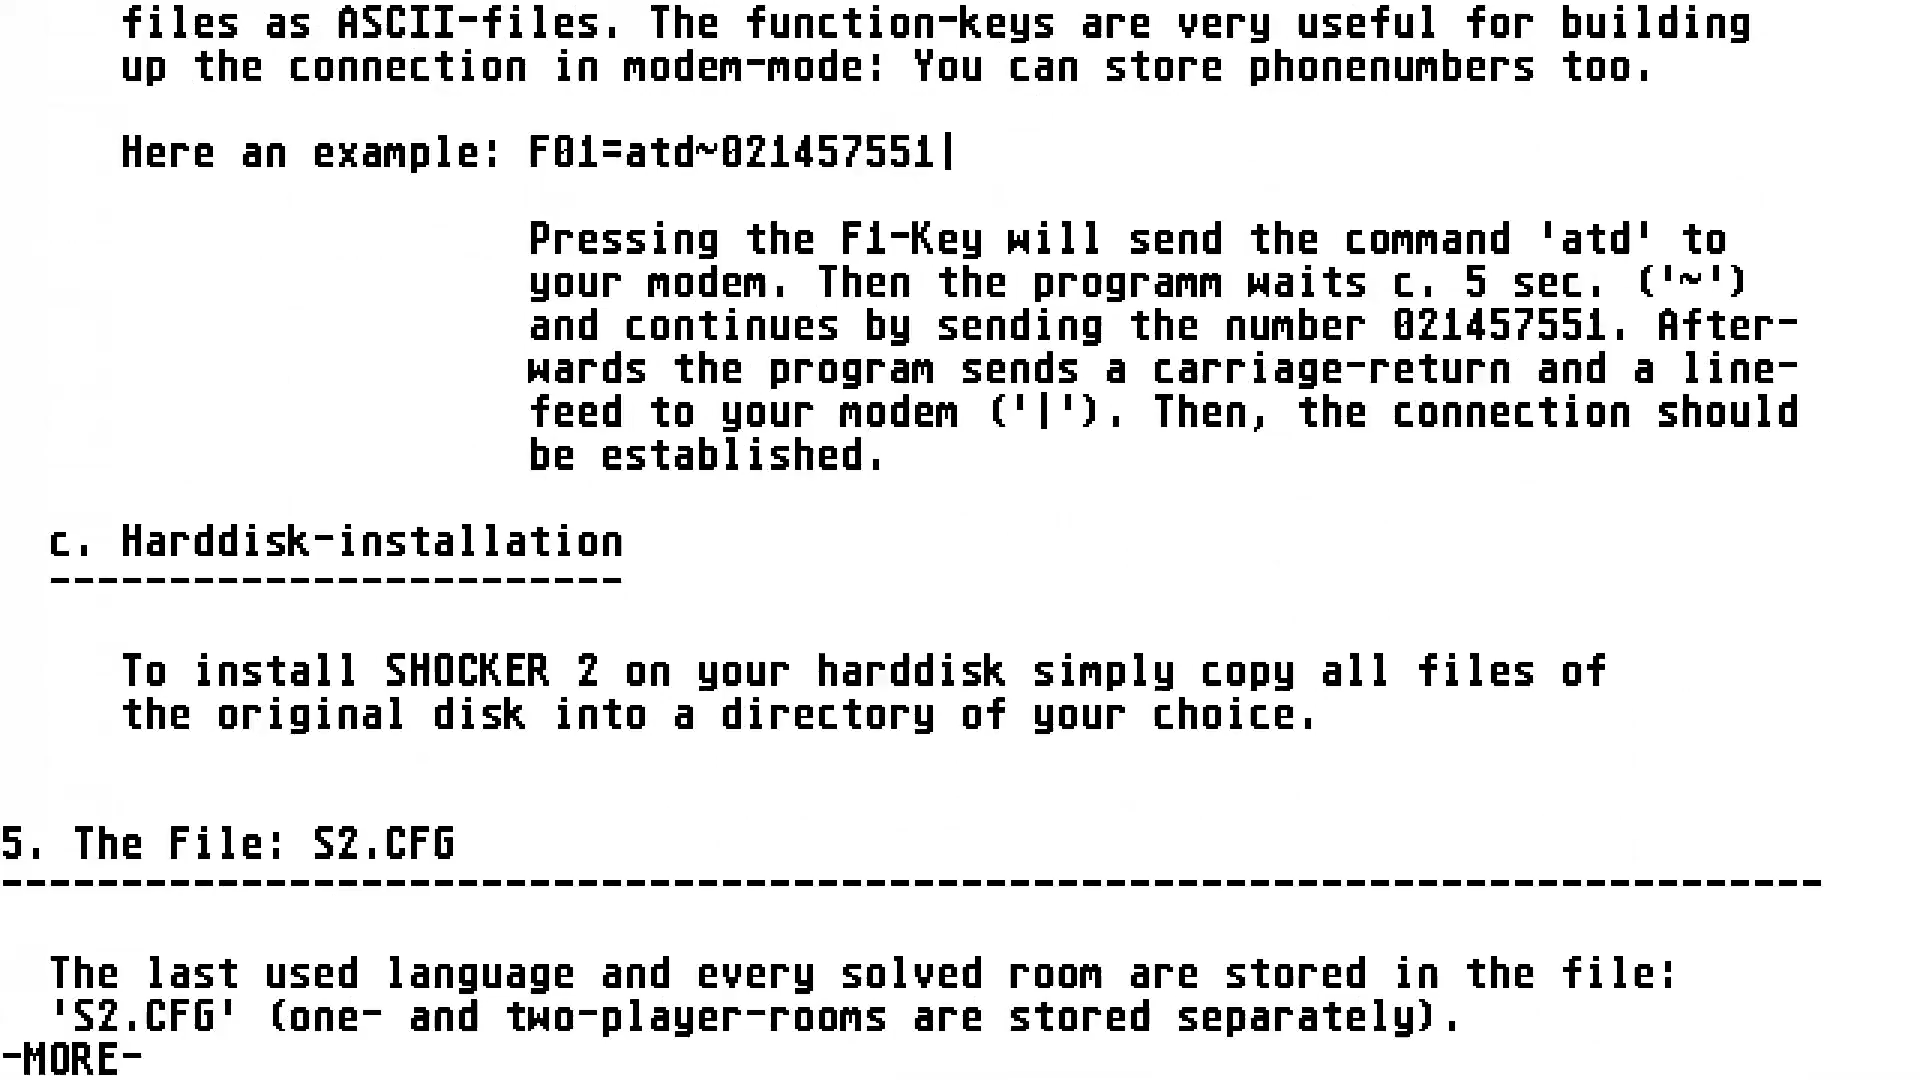 files as ASCII-files. The function-keys are very useful for building
up the connection in modem-mode: You can store phonenumbers too.
Here an example: F01=atd~021457551|
Pressing the F1-Key will send the command 'atd' to
your modem. Then the programm waits c. 5 sec. ('~')
and continues by sending the number 021457551. After-
wards the program sends a carriage-return and a line-
feed to your modem ('|'). Then, the connection should
be established.
c. Harddisk-installation
------------------------
To install SHOCKER 2 on your harddisk simply copy all files of
the original disk into a directory of your choice.
5. The File: S2.CFG
----------------------------------------------------------------------------
The last used language and every solved room are stored in the file:
'S2.CFG' (one- and two-player-rooms are stored separately).
-MORE-